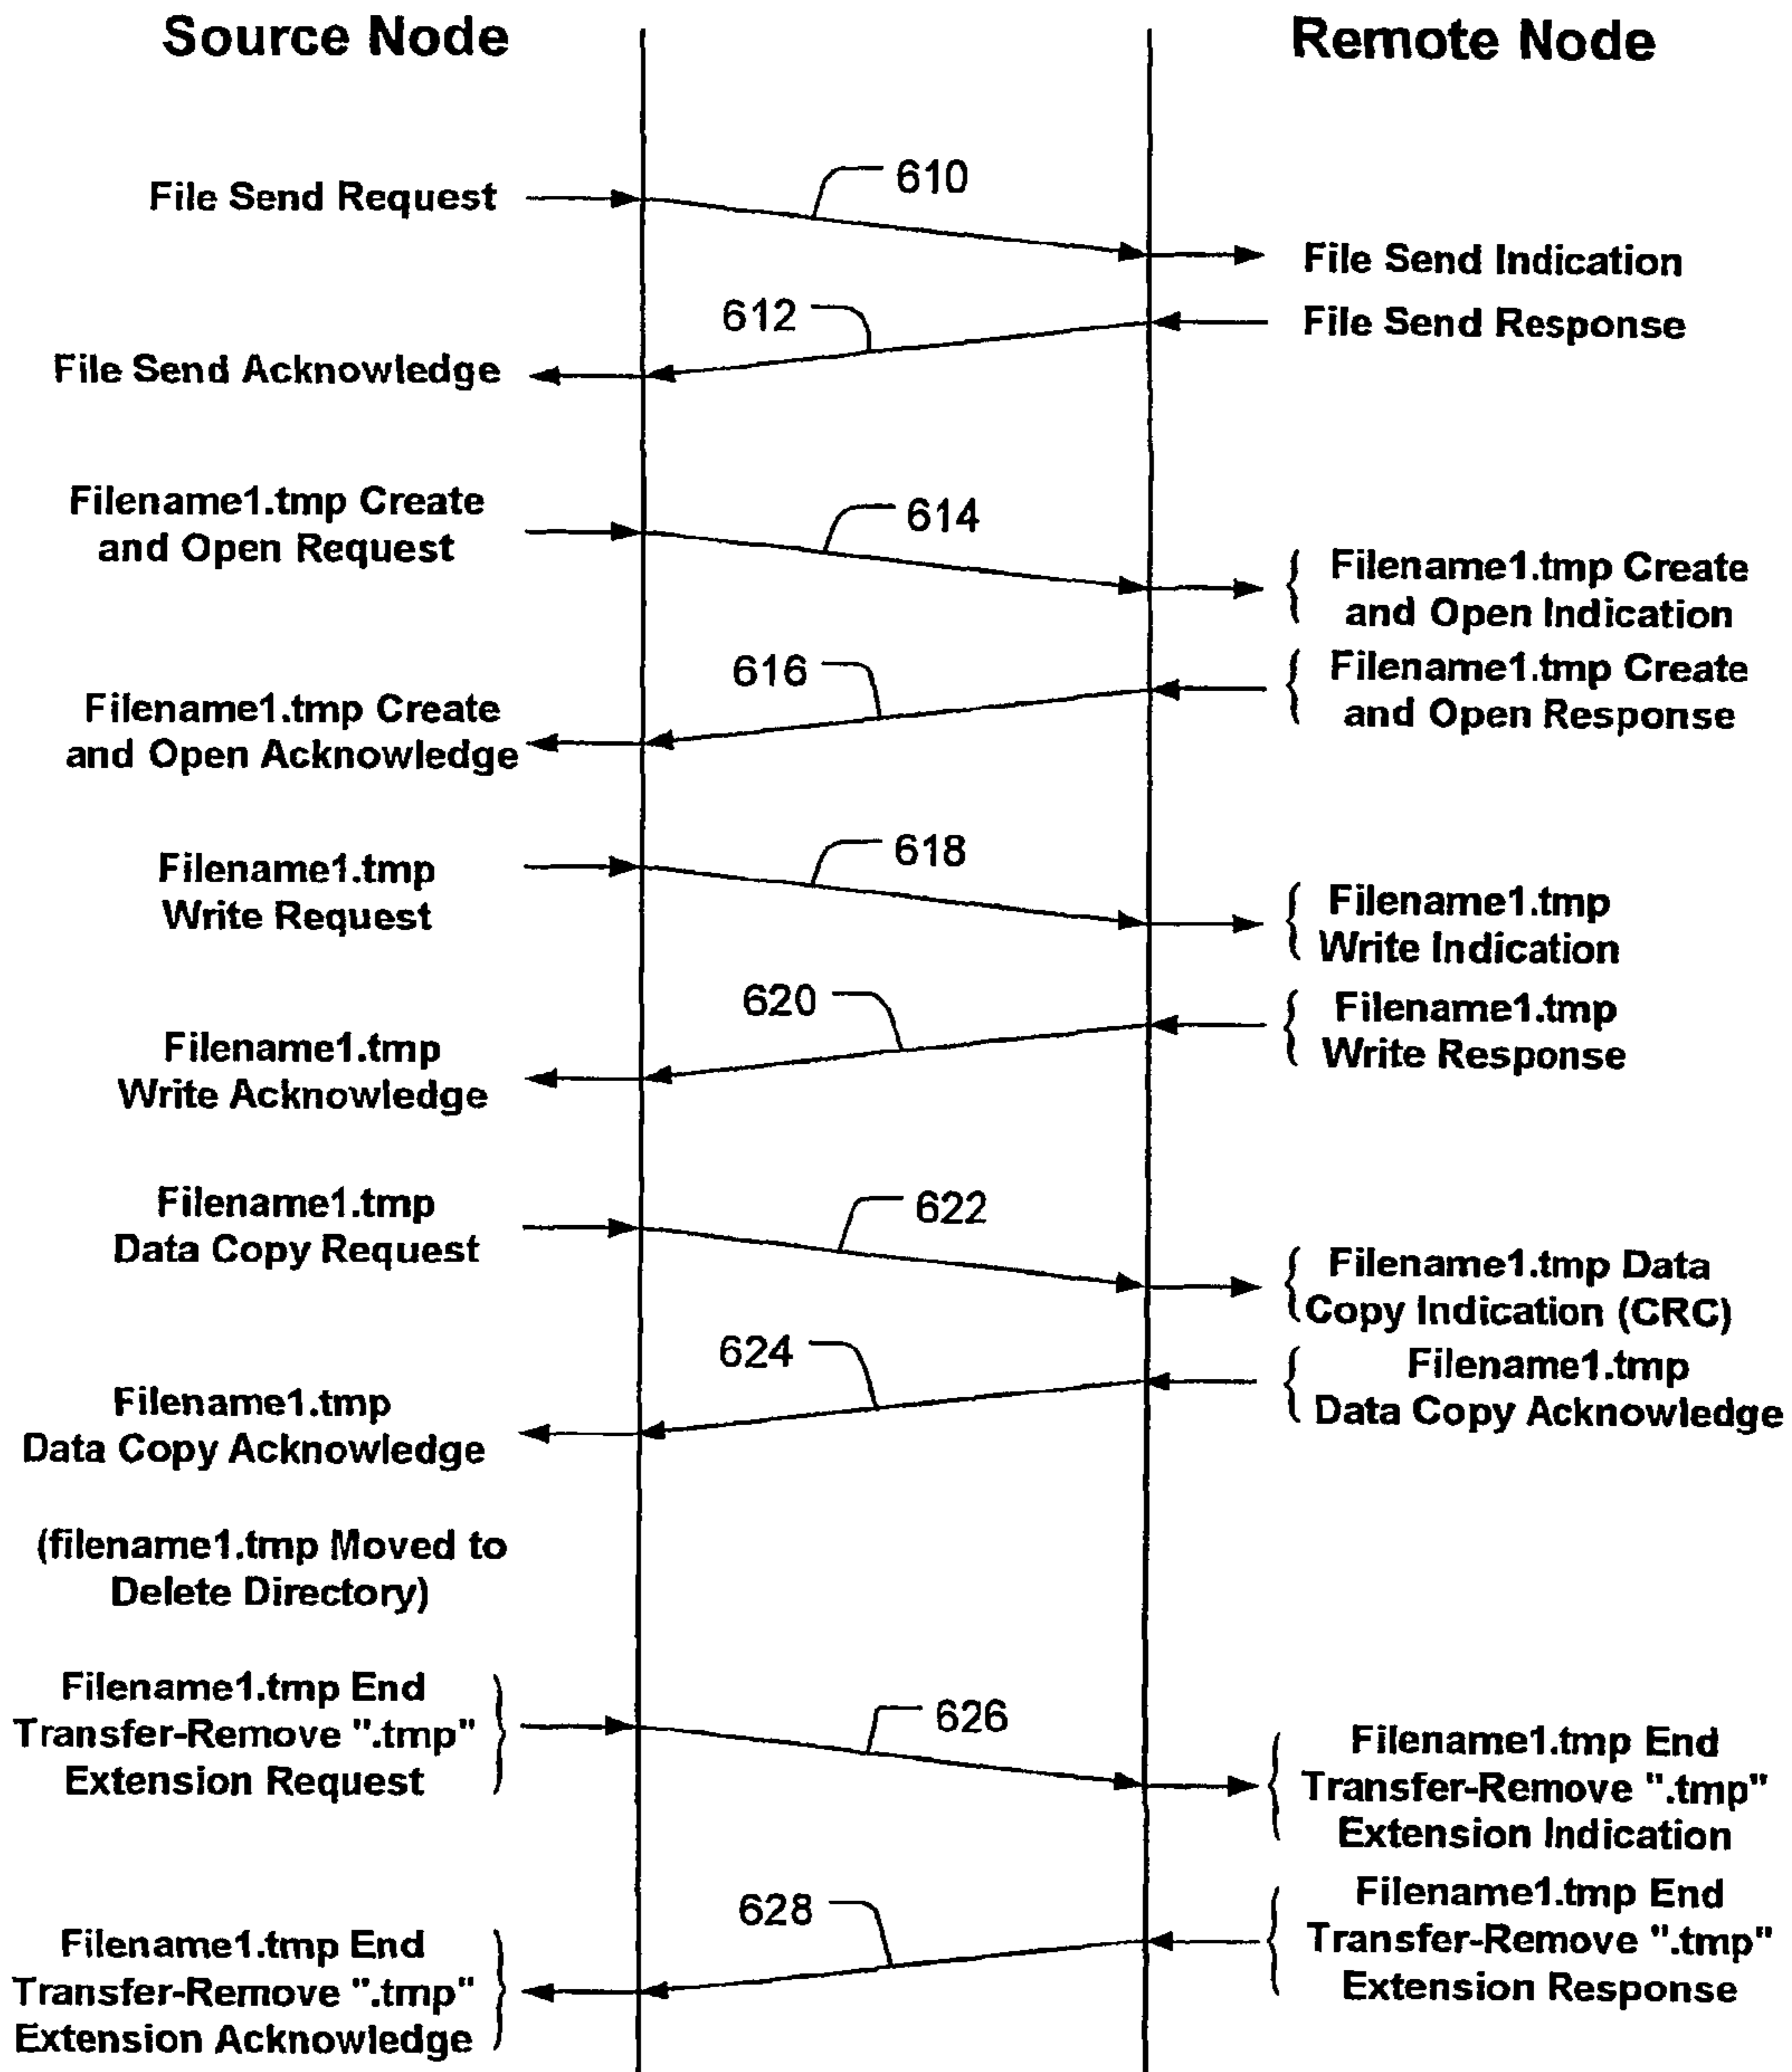 Source Node
Remote Node
File Send Request
610
File Send Indication
612
File Send Response
File Send Acknowledge
Filename1.tmp Create
and Open Request
614
Filename1.tmp Create
and Open Indication
616
Filename1.tmp Create
and Open Response
Filename1.tmp Create
and Open Acknowledge
Filename1.tmp
Write Request
618
Filename1.tmp
Write Indication
620
Filename1.tmp
Write Response
Filename1.tmp
Write Acknowledge
Filename1.tmp
Data Copy Request
622
Filename1.tmp Data
Copy Indication (CRC)
624
Filename1.tmp
Data Copy Acknowledge
Filename1.tmp
Data Copy Acknowledge
(filename1.tmp Moved to
Delete Directory)
Filename1.tmp End
Transfer-Remove ".tmp"
Extension Request
626
Filename1.tmp End
Transfer-Remove ".tmp"
Extension Indication
628
Filename1.tmp End
Transfer-Remove ".tmp"
Extension Response
Filename1.tmp End
Transfer-Remove ".tmp"
Extension Acknowledge